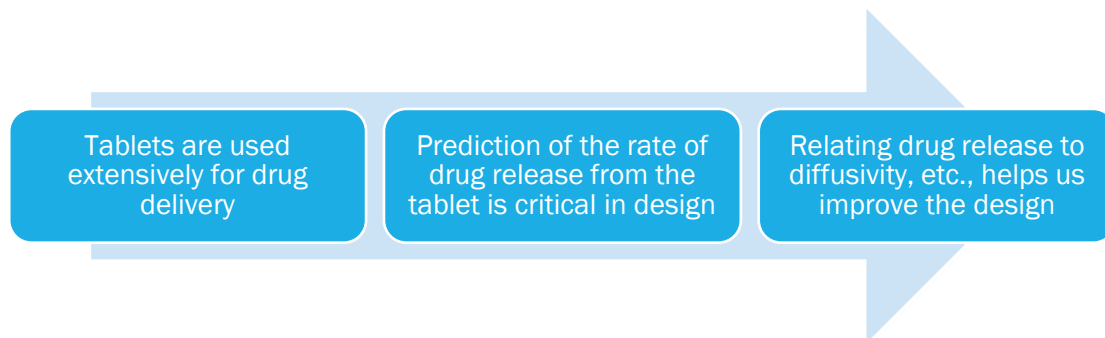 Tablets are used
extensively for drug
delivery
Prediction of the rate of
drug release from the
tablet is critical in design
Relating drug release to
diffusivity, etc., helps us
improve the design